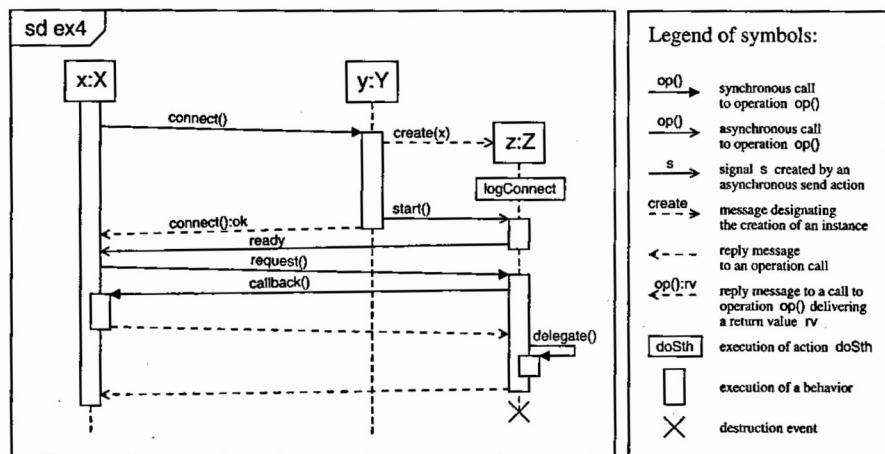 sd ex4
x:X
y:Y
connect()
create(x)
z:Z
logConnect
start()
connect():ok
ready
request()
callback()
delegate()
Legend of symbols:
op()
synchronous call
to operation op()
op()
asynchronous call
to operation op()
s
signal s created by an
asynchronous send action
create
message designating
the creation of an instance
reply message
to an operation call
op():rv
reply message to a call to
operation op() delivering
a return value rv
doSth
execution of action doSth
execution of a behavior
destruction event